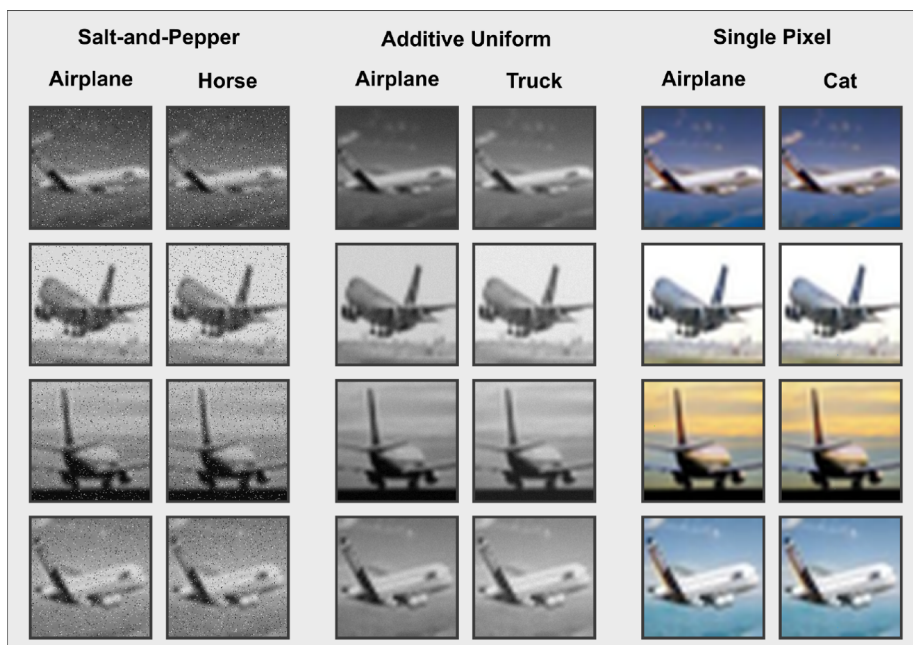 Salt-and-Pepper Additive Uniform Single Pixel
Airplane Horse Airplane Truck Airplane Cat